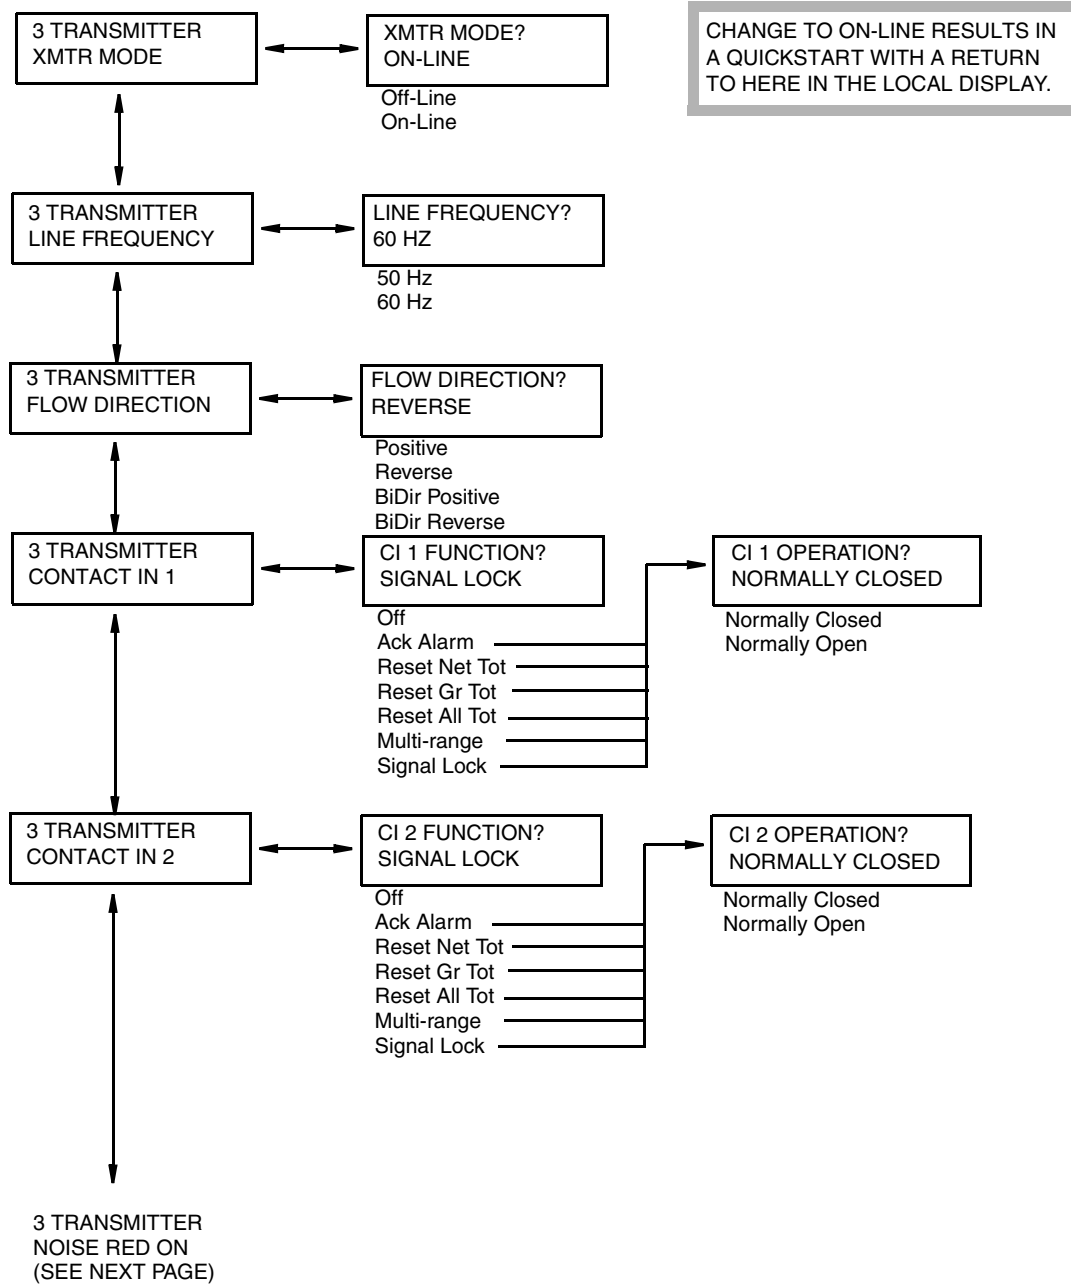 3 TRANSMITTER
XMTR MODE
XMTR MODE?
ON-LINE
Off-Line
On-Line
CHANGE TO ON-LINE RESULTS IN
A QUICKSTART WITH A RETURN
TO HERE IN THE LOCAL DISPLAY.
3 TRANSMITTER
LINE FREQUENCY
LINE FREQUENCY?
60 HZ
50 Hz
60 Hz
3 TRANSMITTER
FLOW DIRECTION
FLOW DIRECTION?
REVERSE
Positive
Reverse
BiDir Positive
BiDir Reverse
3 TRANSMITTER
CONTACT IN 1
CI 1 FUNCTION?
SIGNAL LOCK
Off
Ack Alarm
Reset Net Tot
Reset Gr Tot
Reset All Tot
Multi-range
Signal Lock
CI 1 OPERATION?
NORMALLY CLOSED
Normally Closed
Normally Open
3 TRANSMITTER
CONTACT IN 2
CI 2 FUNCTION?
SIGNAL LOCK
Off
Ack Alarm
Reset Net Tot
Reset Gr Tot
Reset All Tot
Multi-range
Signal Lock
CI 2 OPERATION?
NORMALLY CLOSED
Normally Closed
Normally Open
3 TRANSMITTER
NOISE RED ON
(SEE NEXT PAGE)